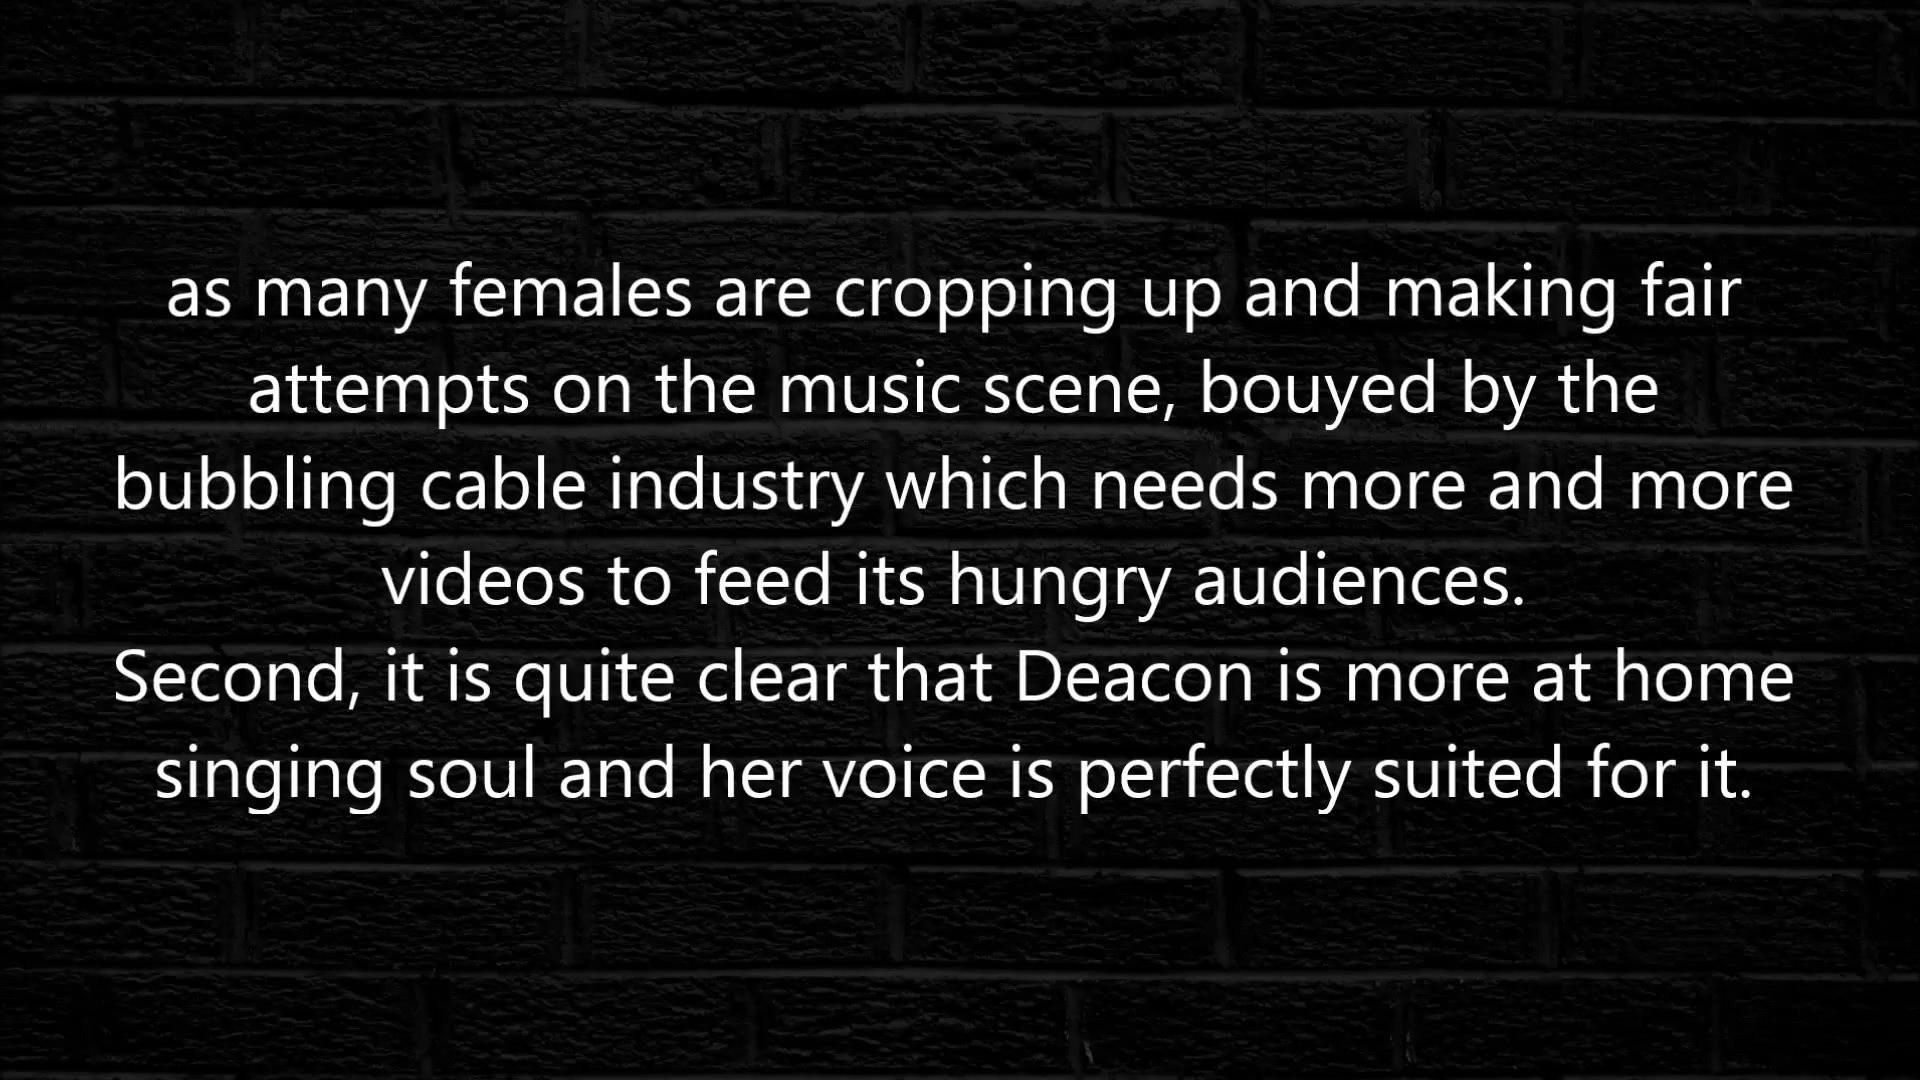 as many females are cropping up and making fair
attempts on the music scene, bouyed by the
bubbling cable industry which needs more and more
videos to feed its hungry audiences.
Second, it is quite clear that Deacon is more at home
singing soul and her voice is perfectly suited for it.